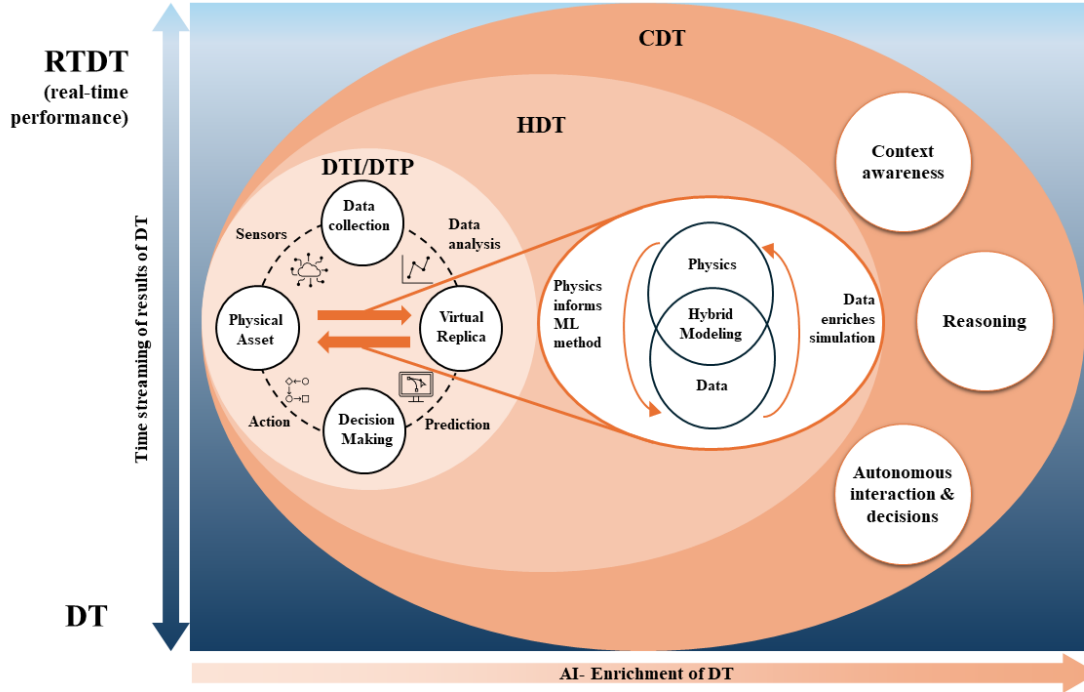 CDT
RTDT
(real-time
performance)
HDT
Context
awareness
DTI/DTP
Data
collection
Sensors
Data
analysis
Physical
Asset
Virtual
Replica
Action
Decision
Making
Prediction
Physics
informs
ML
method
Physics
Hybrid
Modeling
Data
Data
enriches
simulation
Reasoning
Autonomous
interaction &
decisions
Time streaming of results of DT
DT
AI- Enrichment of DT